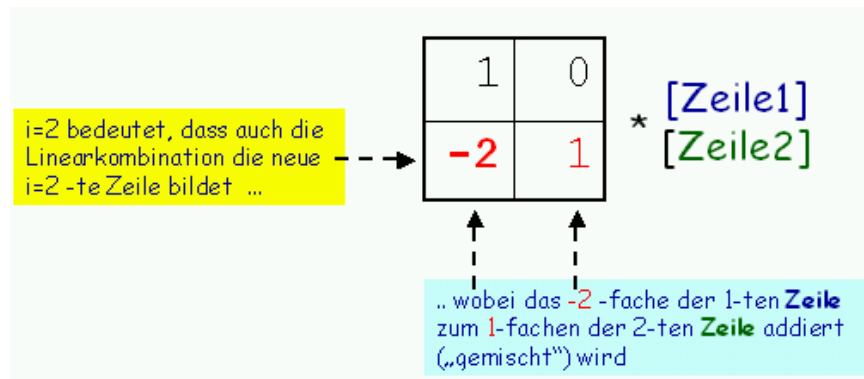 1 0
-2 1
* [Zeile1]
[Zeile2]
i=2 bedeutet, dass auch die
Linearkombination die neue
i=2 -te Zeile bildet ...
.. wobei das -2 -fache der 1-ten Zeile
zum 1-fachen der 2-ten Zeile addiert
(„gemischt“) wird